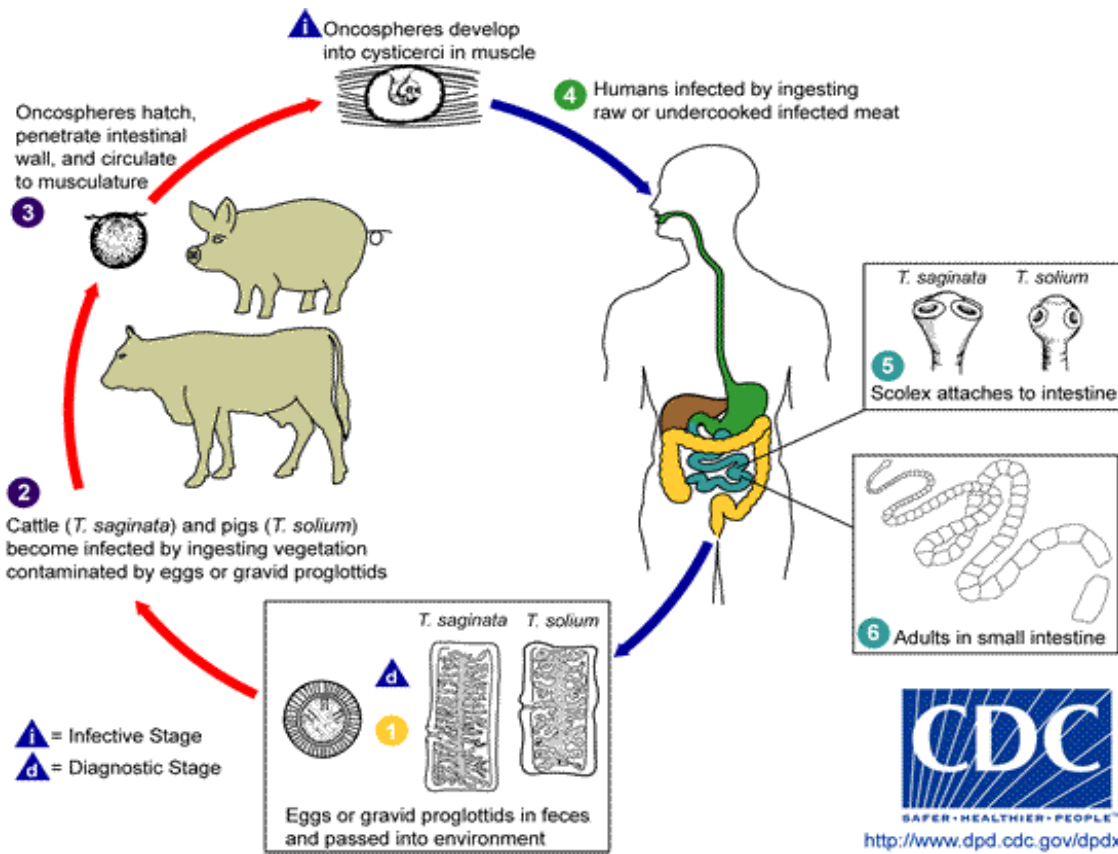 i
Oncospheres develop
into cysticerci in muscle
4
Humans infected by ingesting
raw or undercooked infected meat
Oncospheres hatch,
penetrate intestinal
wall, and circulate
to musculature
3
T. saginata T. solium
5
Scolex attaches to intestine
2
Cattle (T. saginata) and pigs (T. solium)
become infected by ingesting vegetation
contaminated by eggs or gravid proglottids
6 Adults in small intestine
T. saginata T. solium
d
1
Eggs or gravid proglottids in feces
and passed into environment
i = Infective Stage
d = Diagnostic Stage
CDC
SAFER•HEALTHIER•PEOPLE™
http://www.dpd.cdc.gov/dpdx